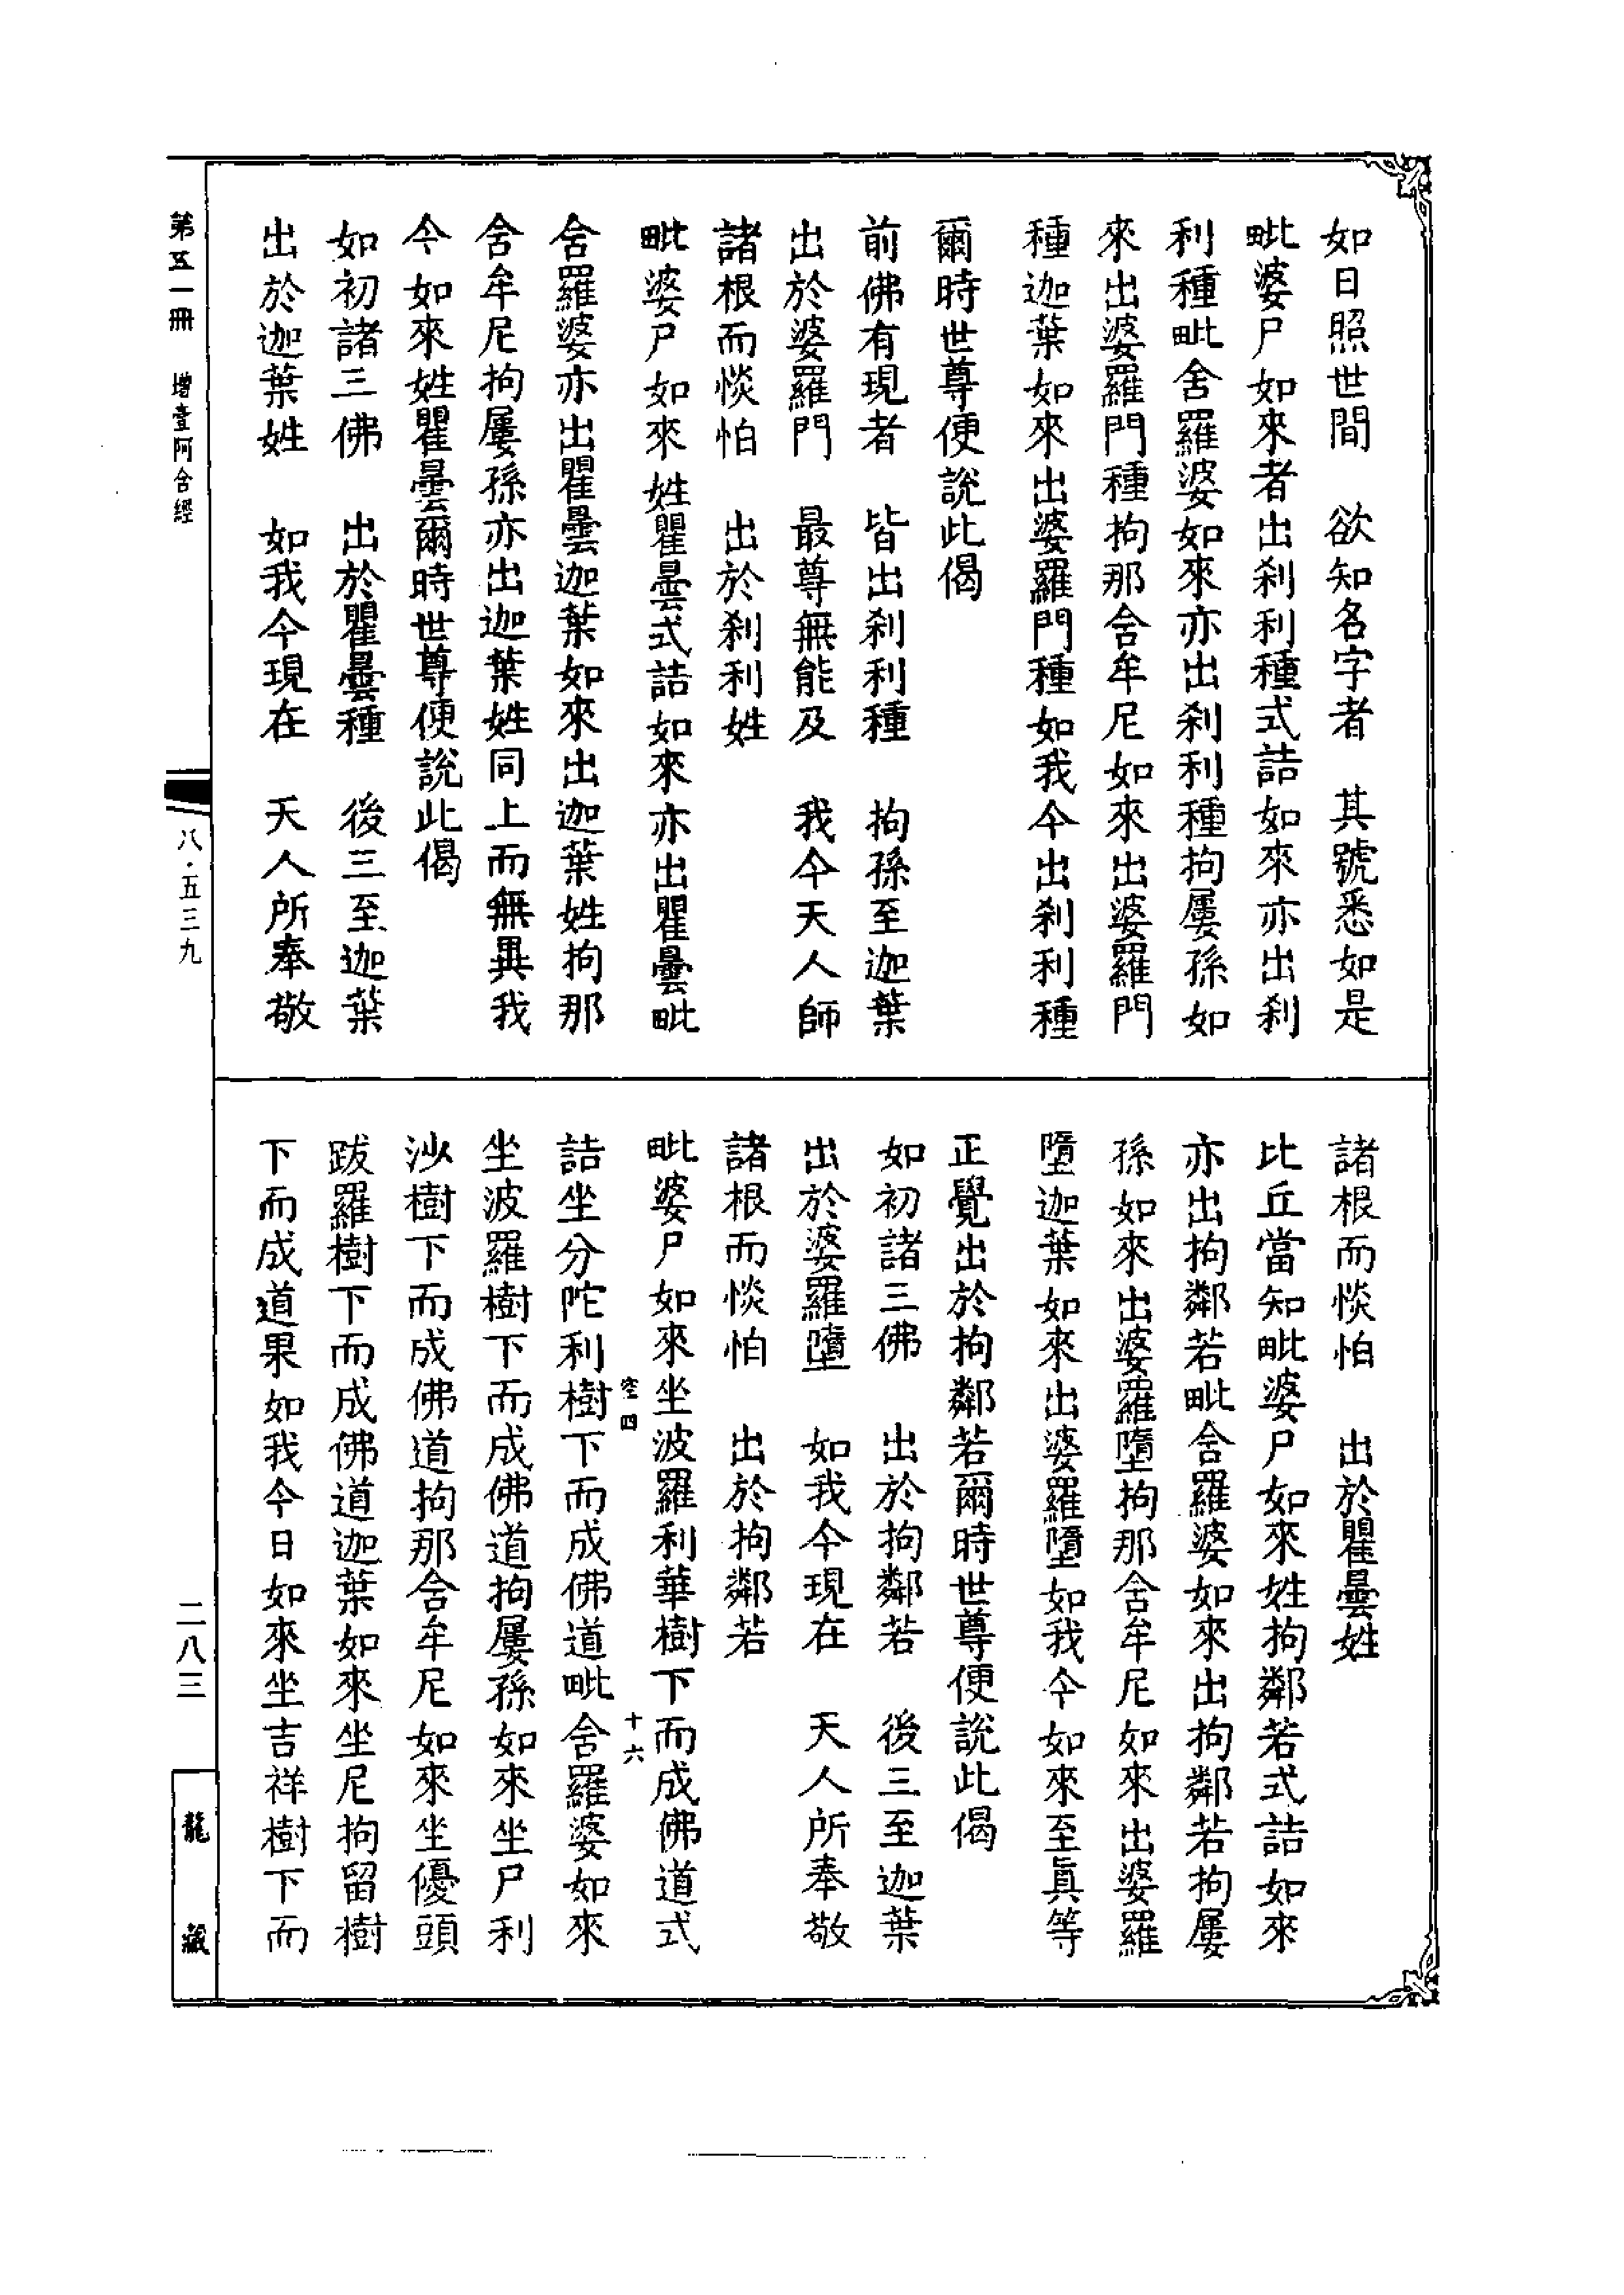 如日照世間　欲知名字者　其號悉如是
毗婆尸如來者出刹利種式詰如來亦出刹
利種毗舍羅婆如來亦出刹利種拘屢孫如
來出婆羅門種拘那舍牟尼如來出婆羅門
種迦葉如來出婆羅門種如我今出刹利種
爾時世尊便說此偈
前佛有現者　皆出刹利種　拘孫至迦葉
出於婆羅門　最尊無能及　我今天人師
諸根而惔怕　出於刹利姓
毗婆尸如來姓瞿曇式詰如來亦出瞿曇毗
舍羅婆亦出瞿曇迦葉如來出迦葉姓拘那
舍牟尼拘屢孫亦出迦葉姓同上而無異我
今如來姓瞿曇爾時世尊便說此偈
如初諸三佛　出於瞿曇種　後三至迦葉
出於迦葉姓　如我今現在　天人所奉敬
諸根而惔怕　出於瞿曇姓
比丘當知毗婆尸如來姓拘鄰若式詰如來
亦出拘鄰若毗舍羅婆如來出拘鄰若拘屢
孫如來出婆羅墮拘那舍牟尼如來出婆羅
墮迦葉如來出婆羅墮如我今如來至眞等
正覺出於拘鄰若爾時世尊便說此偈
如初諸三佛　出於拘鄰若　後三至迦葉
出於婆羅墮　如我今現在　天人所奉敬
諸根而惔怕　出於拘鄰若
毗婆尸如來坐波羅利華樹下而成佛道式
空四　十六
詰坐分陀利樹下而成佛道毗舍羅婆如來
坐波羅樹下而成佛道拘屢孫如來坐尸利
沙樹下而成佛道拘那舍牟尼如來坐優頭
跋羅樹下而成佛道迦葉如來坐尼拘留樹
下而成道果如我今日如來坐吉祥樹下而
第五一冊　增壹阿含經
八·五三九
二八三
龍藏